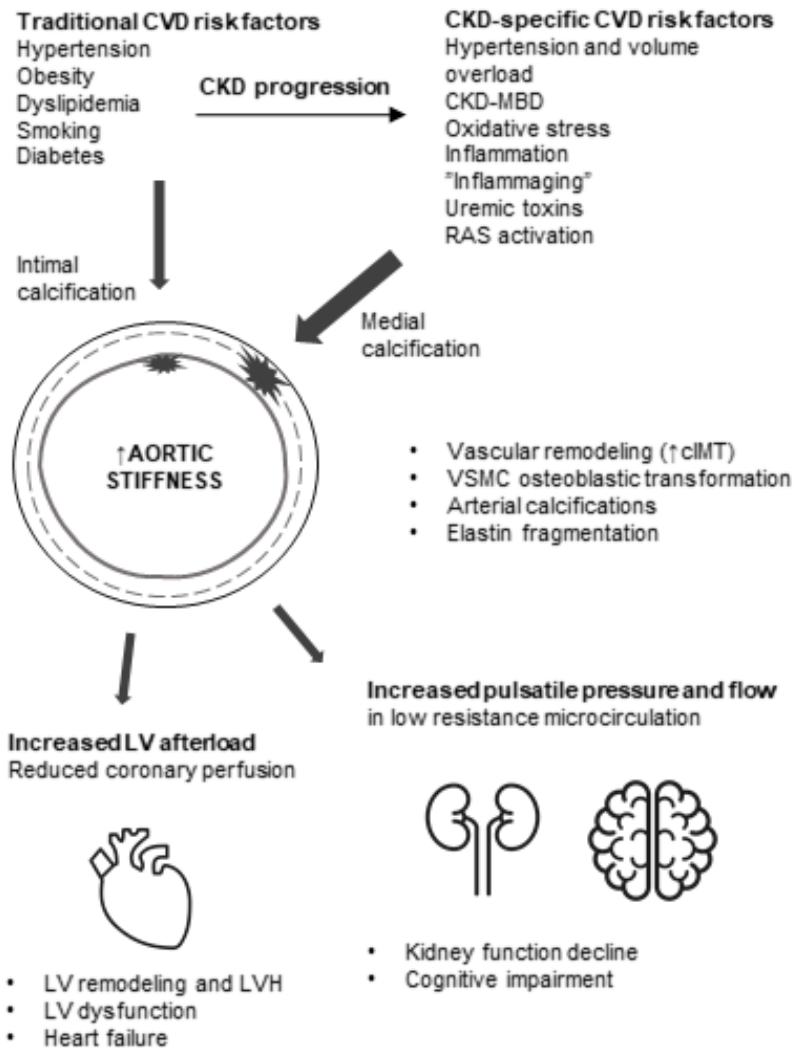 Traditional CVD risk factors
Hypertension
Obesity
Dyslipidemia
Smoking
Diabetes
CKD progression
CKD-specific CVD risk factors
Hypertension and volume
overload
CKD-MBD
Oxidative stress
Inflammation
"Inflammaging"
Uremic toxins
RAS activation
Intimal
calcification
Medial
calcification
↑AORTIC
STIFFNESS
• Vascular remodeling (↑cIMT)
• VSMC osteoblastic transformation
• Arterial calcifications
• Elastin fragmentation
Increased LV afterload
Reduced coronary perfusion
• LV remodeling and LVH
• LV dysfunction
• Heart failure
Increased pulsatile pressure and flow
in low resistance microcirculation
• Kidney function decline
• Cognitive impairment